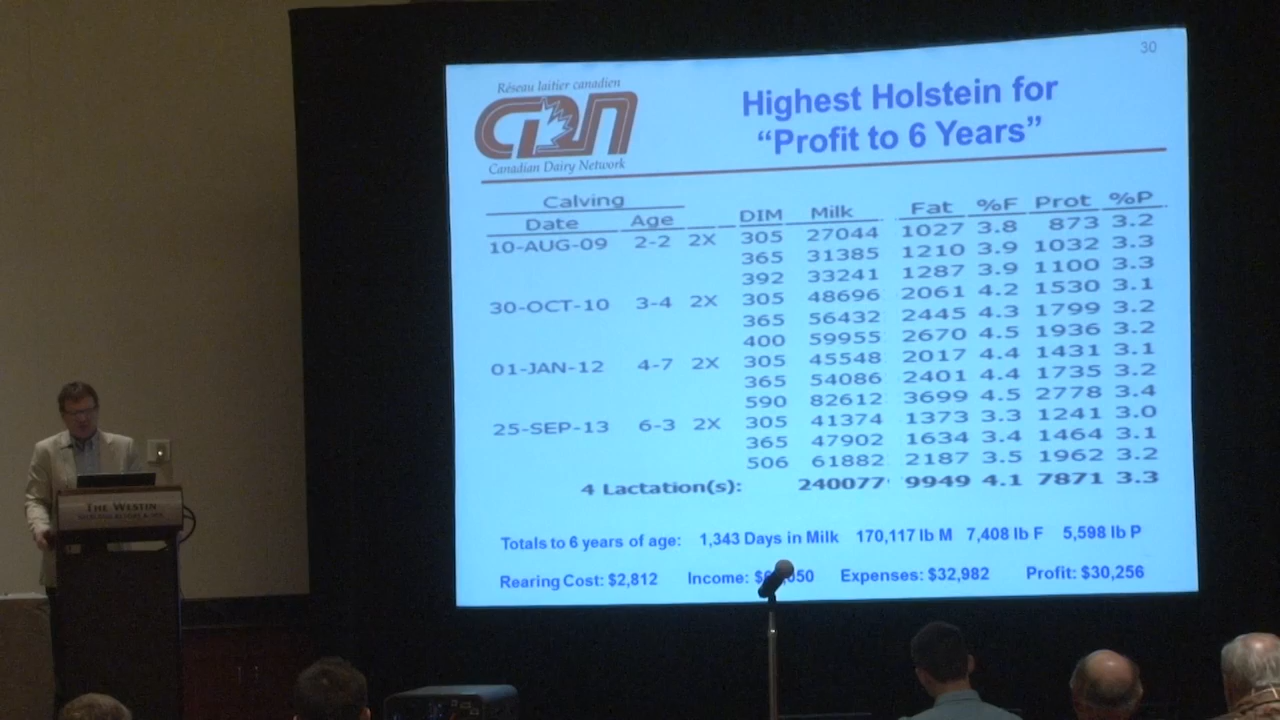 30
Réseau laitier canadien
CDN
Canadian Dairy Network
Highest Holstein for
“Profit to 6 Years”
Calving
Date Age DIM Milk Fat %F Prot %P
10-AUG-09 2-2 2X 305 27044 1027 3.8 873 3.2
365 31385 1210 3.9 1032 3.3
392 33241 1287 3.9 1100 3.3
30-OCT-10 3-4 2X 305 48696 2061 4.2 1530 3.1
365 56432 2445 4.3 1799 3.2
400 59955 2670 4.5 1936 3.2
01-JAN-12 4-7 2X 305 45548 2017 4.4 1431 3.1
365 54086 2401 4.4 1735 3.2
590 82612 3699 4.5 2778 3.4
25-SEP-13 6-3 2X 305 41374 1373 3.3 1241 3.0
365 47902 1634 3.4 1464 3.1
506 61882 2187 3.5 1962 3.2
4 Lactation(s): 240077 9949 4.1 7871 3.3
Totals to 6 years of age: 1,343 Days in Milk 170,117 lb M 7,408 lb F 5,598 lb P
Rearing Cost: $2,812 Income: Expenses: $32,982 Profit: $30,256
THE WESTIN